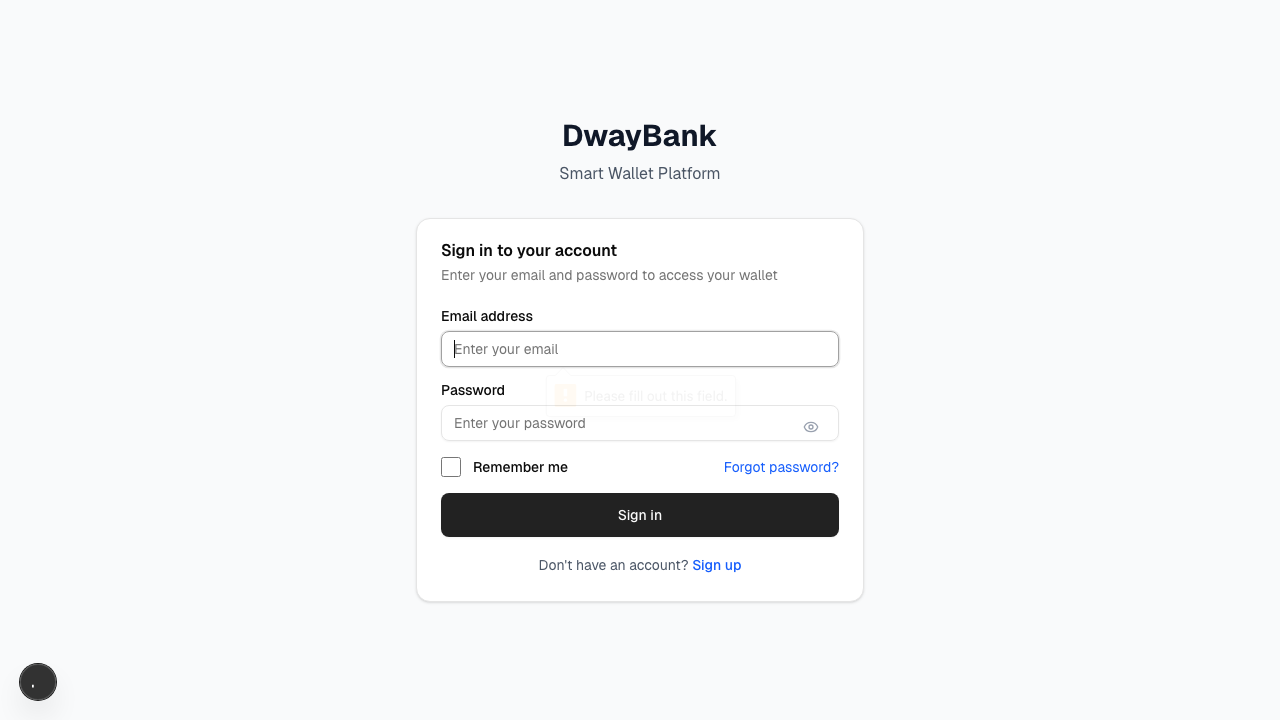 DwayBank
Smart Wallet Platform
Sign in to your account
Enter your email and password to access your wallet
Email address
Enter your email
Please fill out this field.
Password
Enter your password
Remember me
Forgot password?
Sign in
Don't have an account? Sign up